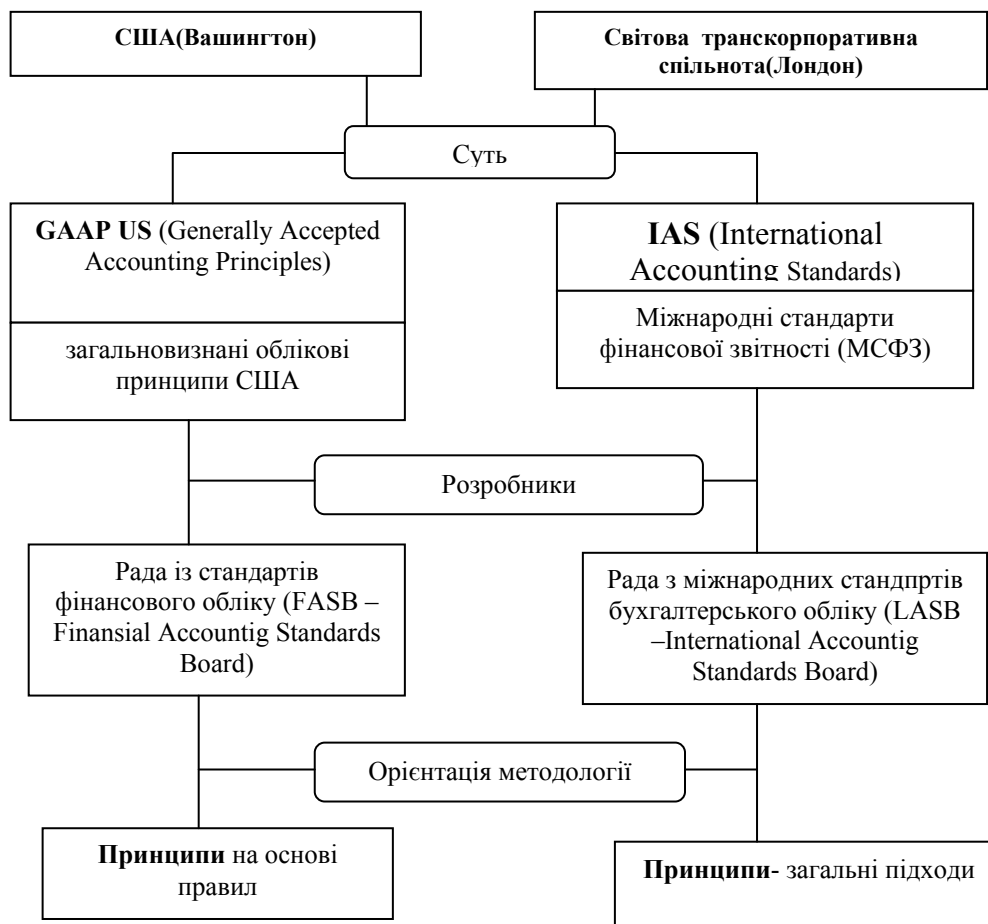 США(Вашингтон)
Світова транскорпоративна
спільнота(Лондон)
Суть
GAAP US (Generally Accepted
Accounting Principles)
IAS (International
Accounting Standards)
загальновизнані облікові
принципи США
Міжнародні стандарти
фінансової звітності (МСФЗ)
Розробники
Рада із стандартів
фінансового обліку (FASB –
Finansial Accountig Standards
Board)
Рада з міжнародних стандпртів
бухгалтерського обліку (LASB
–International Accountig
Standards Board)
Орієнтація методології
Принципи на основі
правил
Принципи- загальні підходи